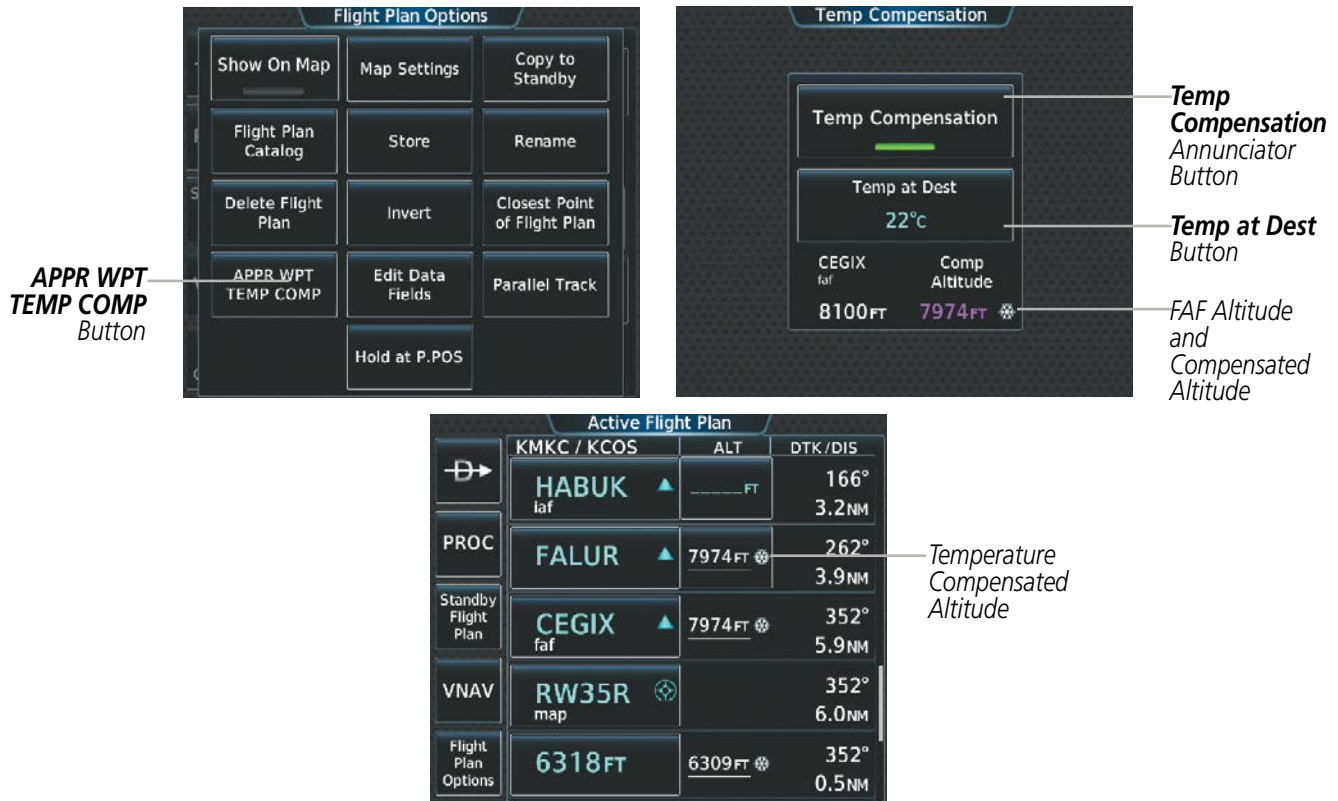 Flight Plan Options
Show On Map
Map Settings
Copy to
Standby
Flight Plan
Catalog
Store
Rename
Delete Flight
Plan
Invert
Closest Point
of Flight Plan
APPR WPT
TEMP COMP
Edit Data
Fields
Parallel Track
Hold at P.POS
APPR WPT
TEMP COMP
Button
Temp Compensation
Temp Compensation
Temp at Dest
22°C
CEGIX
faf
Comp
Altitude
8100FT
7974FT
Temp
Compensation
Annunciator
Button
Temp at Dest
Button
FAF Altitude
and
Compensated
Altitude
Active Flight Plan
KMKC / KCOS
ALT
DTK/DIS
D
PROC
Standby
Flight
Plan
VNAV
Flight
Plan
Options
HABUK
iaf
_____FT
166°
3.2NM
FALUR
7974FT
262°
3.9NM
CEGIX
faf
7974FT
352°
5.9NM
RW35R
map
352°
6.0NM
6318FT
6309FT
352°
0.5NM
Temperature
Compensated
Altitude